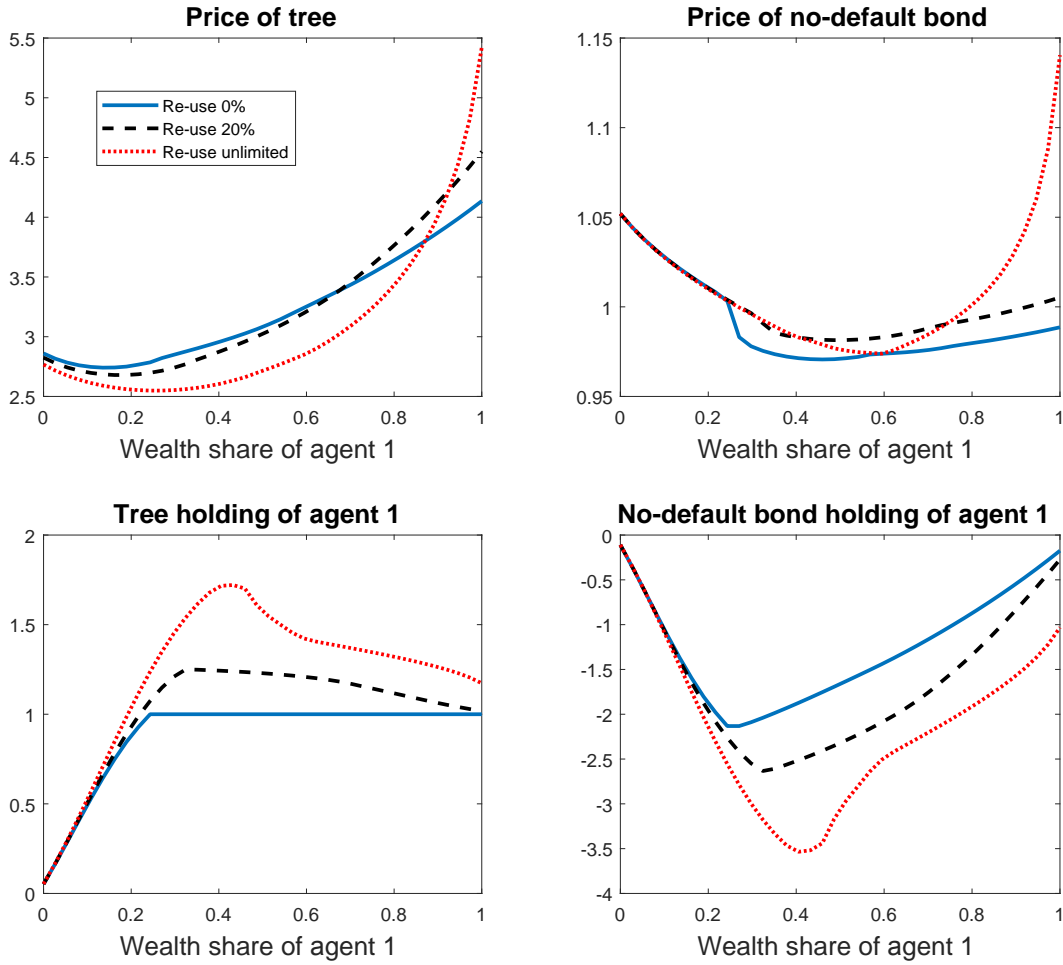 Price of tree
5.5
5
4.5
4
3.5
3
2.5
0 0.2 0.4 0.6 0.8 1
Wealth share of agent 1
Re-use 0%
Re-use 20%
Re-use unlimited
Price of no-default bond
1.15
1.1
1.05
1
0.95
0 0.2 0.4 0.6 0.8 1
Wealth share of agent 1
Tree holding of agent 1
2
1.5
1
0.5
0
0 0.2 0.4 0.6 0.8 1
Wealth share of agent 1
No-default bond holding of agent 1
0
-0.5
-1
-1.5
-2
-2.5
-3
-3.5
-4
0 0.2 0.4 0.6 0.8 1
Wealth share of agent 1